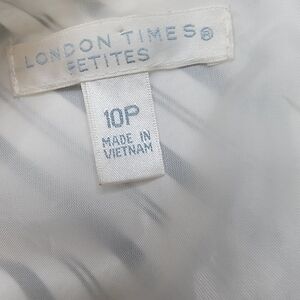 LONDON TIMES®
PETITES
10P
MADE IN
VIETNAM